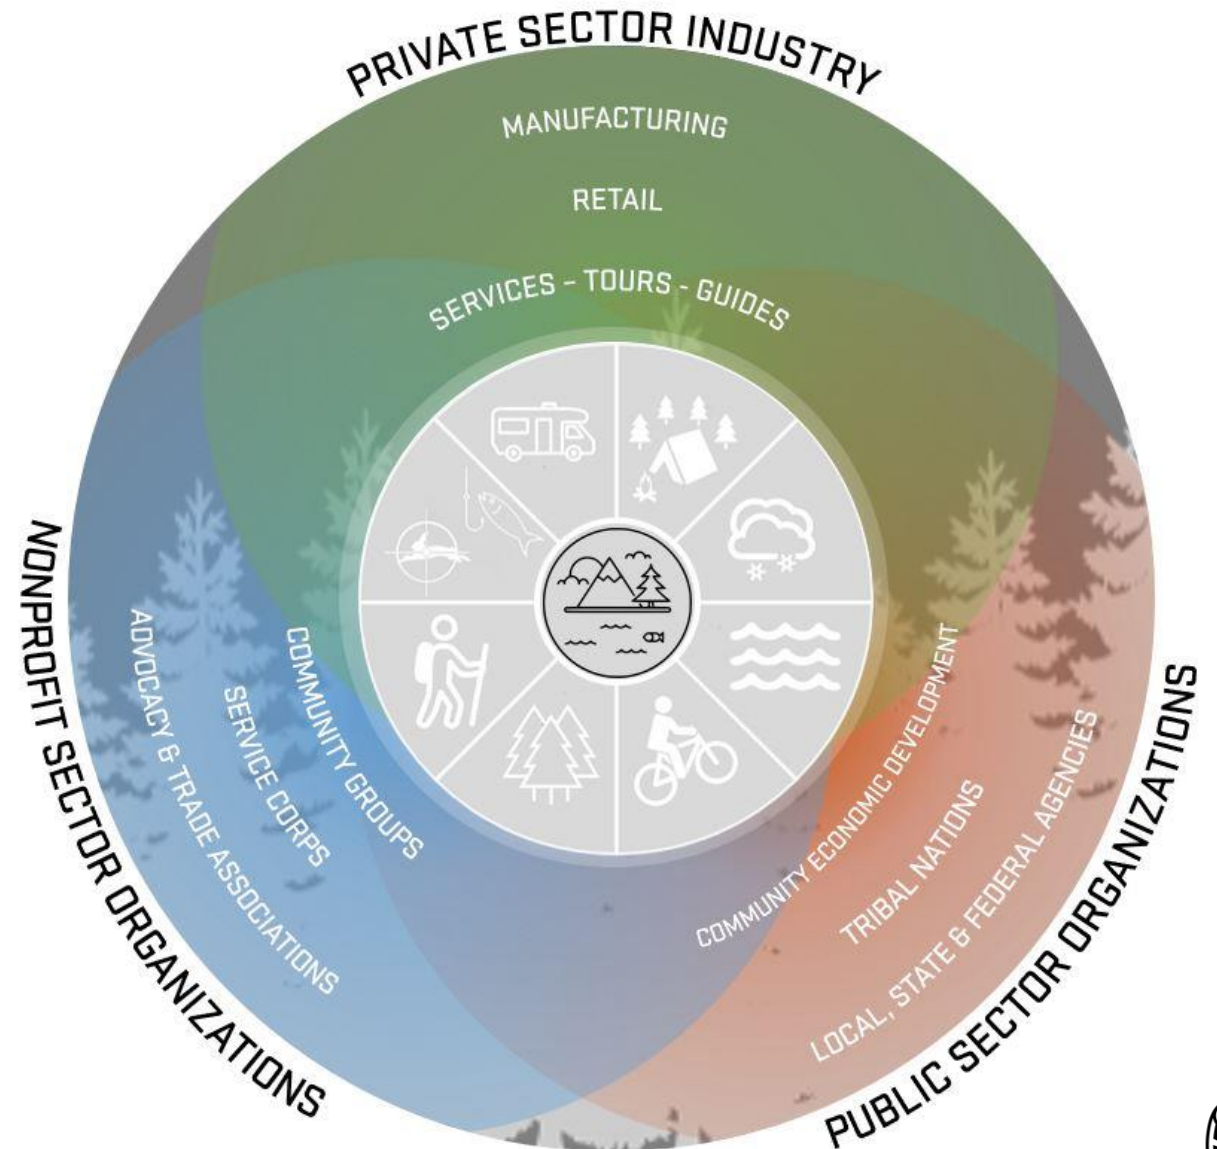 PRIVATE SECTOR INDUSTRY
MANUFACTURING
RETAIL
SERVICES – TOURS - GUIDES
NONPROFIT SECTOR ORGANIZATIONS
ADVOCACY & TRADE ASSOCIATIONS
SERVICE CORPS
COMMUNITY GROUPS
COMMUNITY ECONOMIC DEVELOPMENT
TRIBAL NATIONS
LOCAL, STATE & FEDERAL AGENCIES
PUBLIC SECTOR ORGANIZATIONS